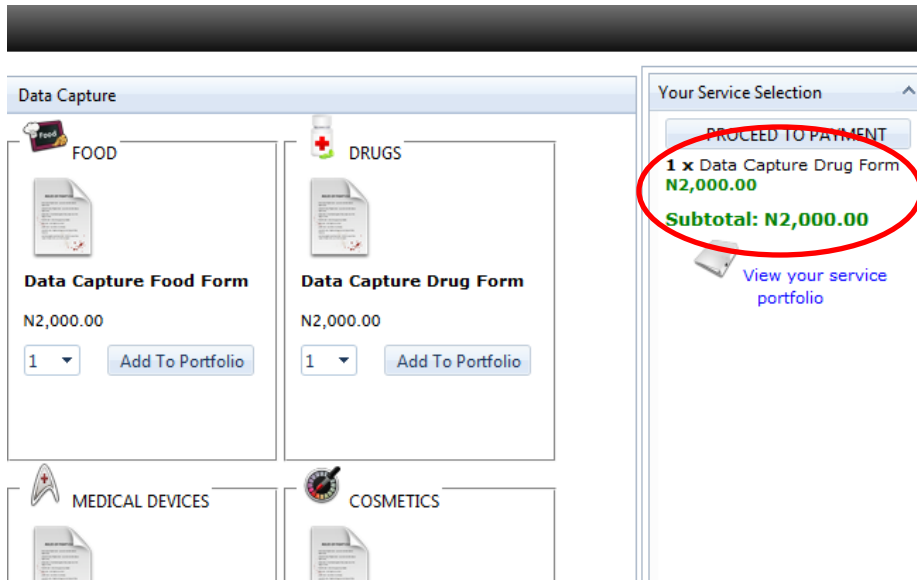 Data Capture
Food
FOOD
Data Capture Food Form
N2,000.00
1
Add To Portfolio
DRUGS
Data Capture Drug Form
N2,000.00
1
Add To Portfolio
MEDICAL DEVICES
COSMETICS
Your Service Selection
PROCEED TO PAYMENT
1 x Data Capture Drug Form
N2,000.00
Subtotal: N2,000.00
View your service
portfolio